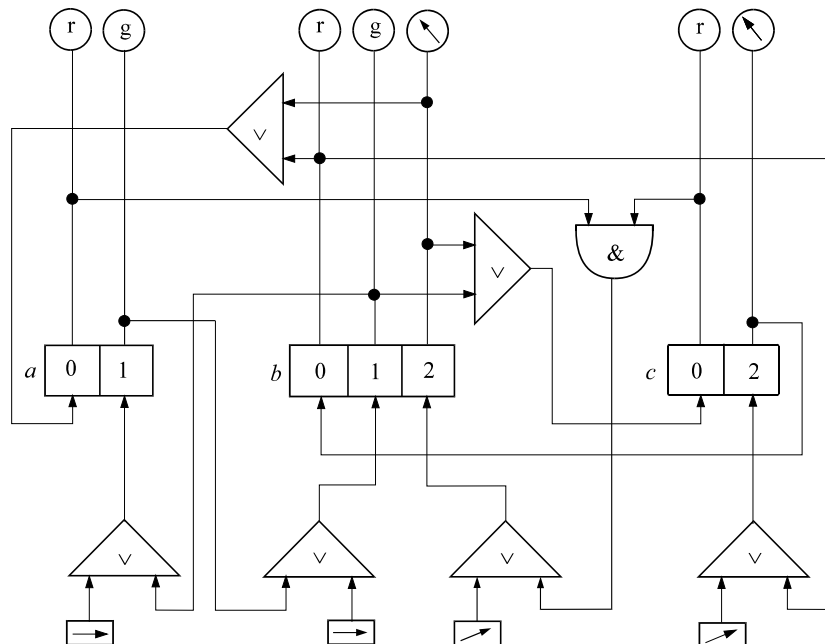 r g r g r
∨
&
∨
a 0 1 b 0 1 2 c 0 2
∨ ∨ ∨ ∨